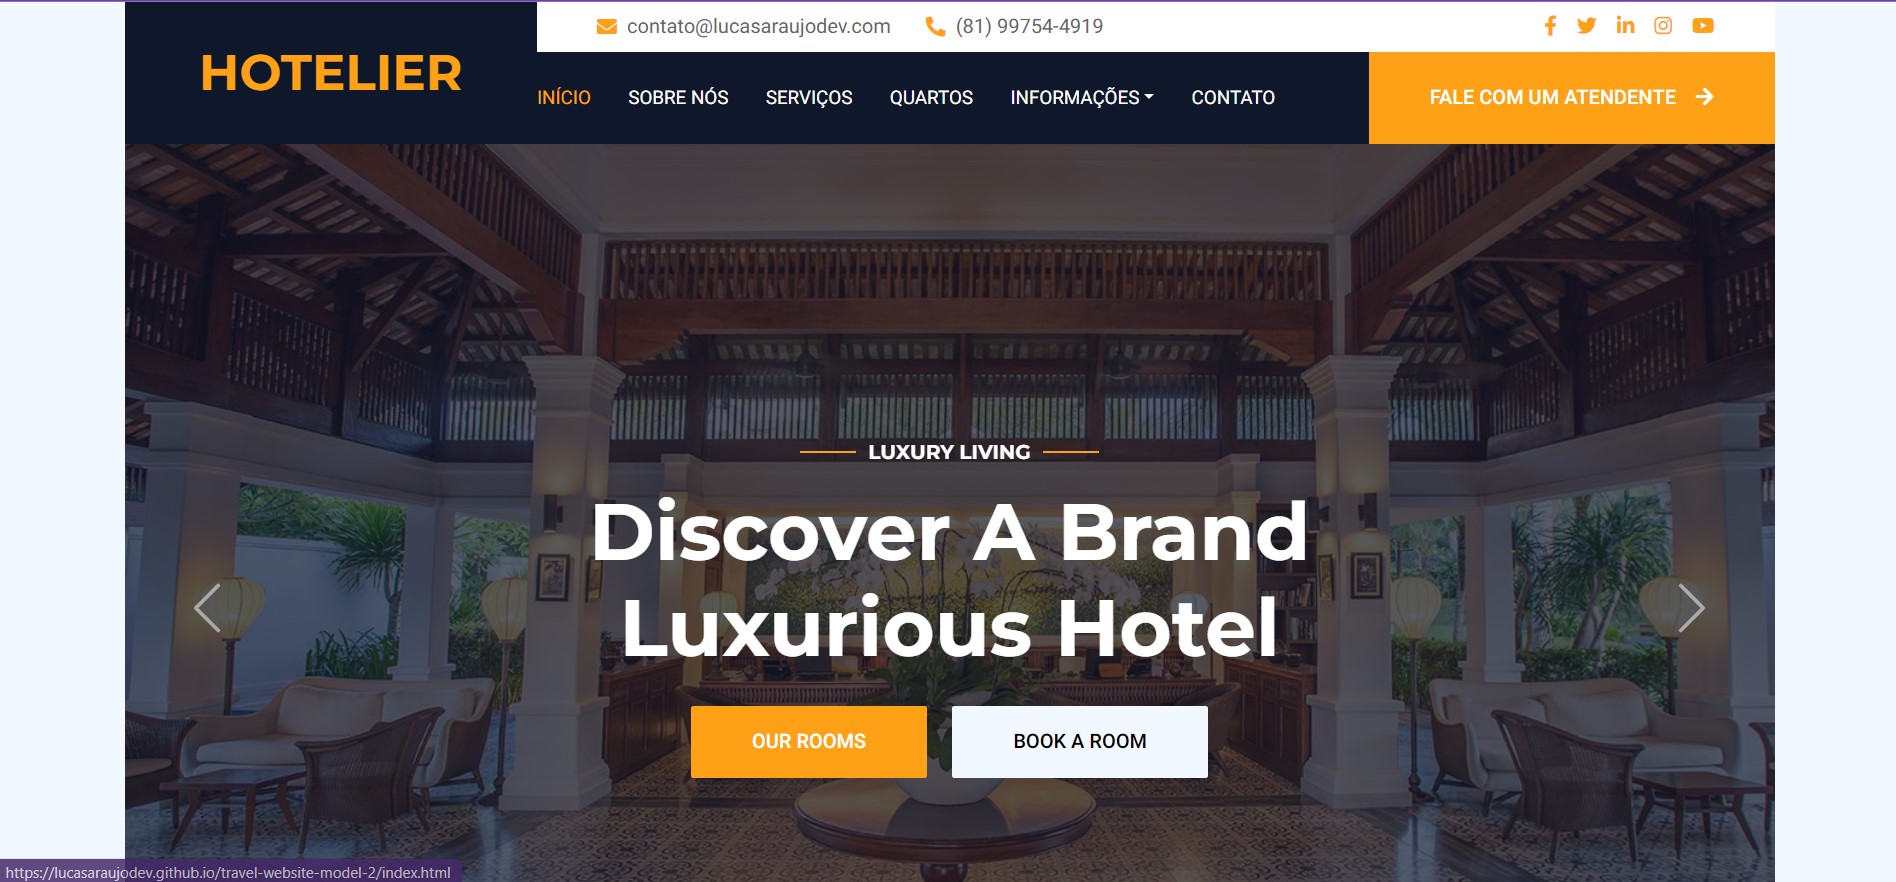 HOTELIER
contato@lucasaraujodev.com
(81) 99754-4919
INÍCIO
SOBRE NÓS
SERVIÇOS
QUARTOS
INFORMAÇÕES
CONTATO
FALE COM UM ATENDENTE
LUXURY LIVING
Discover A Brand
Luxurious Hotel
OUR ROOMS
BOOK A ROOM
https://lucasaraujodev.github.io/travel-website-model-2/index.html